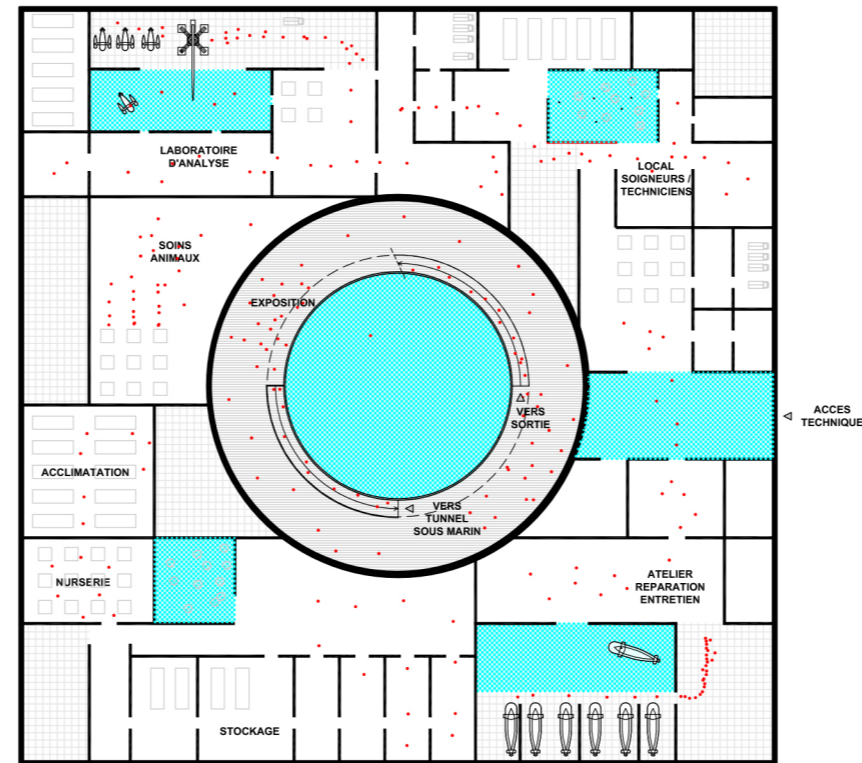 LABORATOIRE
D'ANALYSE
LOCAL
SOIGNEURS /
TECHNICIENS
SOINS
ANIMAUX
EXPOSITION
VERS
SORTIE
ACCES
TECHNIQUE
ACCLIMATATION
VERS
TUNNEL
SOUS MARIN
NURSERIE
ATELIER
REPARATION
ENTRETIEN
STOCKAGE